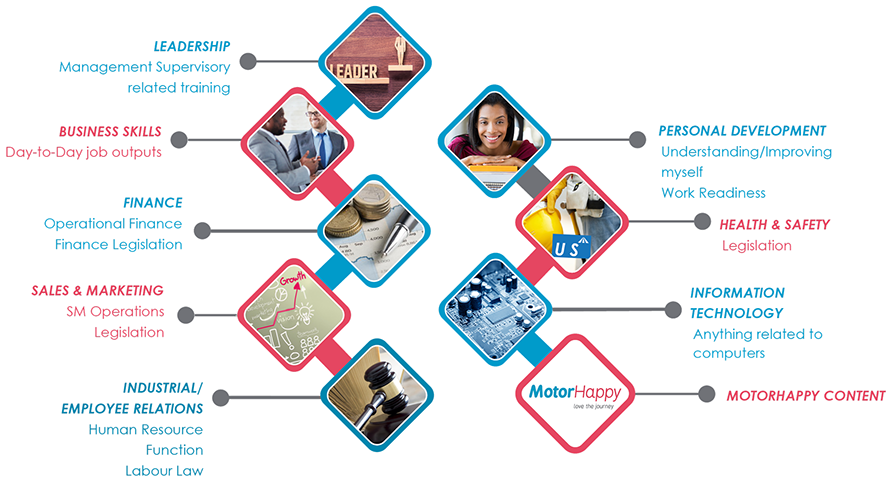 LEADERSHIP
Management Supervisory
related training
LEADER
BUSINESS SKILLS
Day-to-Day job outputs
FINANCE
Operational Finance
Finance Legislation
SALES & MARKETING
SM Operations
Legislation
Growth
INDUSTRIAL/
EMPLOYEE RELATIONS
Human Resource
Function
Labour Law
PERSONAL DEVELOPMENT
Understanding/Improving
myself
Work Readiness
HEALTH & SAFETY
Legislation
US
INFORMATION
TECHNOLOGY
Anything related to
computers
MotorHappy
love the journey
MOTORHAPPY CONTENT